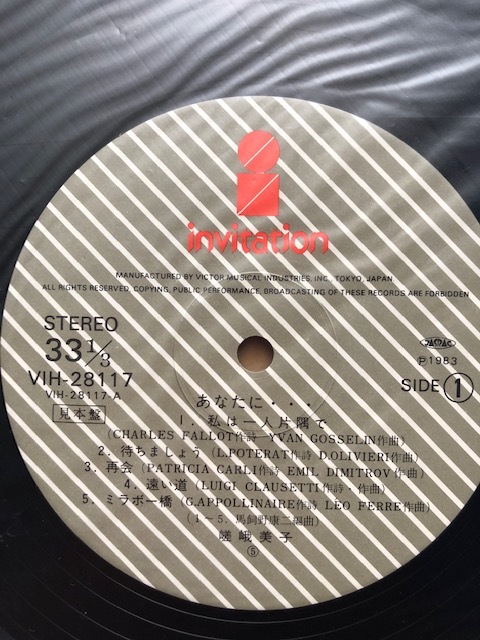 invitation
MANUFACTURED BY VICTOR MUSICAL INDUSTRIES, INC., TOKYO, JAPAN
ALL RIGHTS RESERVED, COPYING, PUBLIC PERFORMANCE, BROADCASTING OF THESE RECORDS ARE FORBIDDEN
STEREO
33 1/3
VIH-28117
VIH-28117-A
見本盤
Ⓟ1983
SIDE ①
あなたに・・・
1. 私は一人片隅で
(CHARLES FALLOT作詩 YVAN GOSSELIN作曲)
2. 待ちましょう (L.POTERAT作詩 D.OLIVIERI作曲)
3. 再会 (PATRICIA CARLI作詩 EMIL DIMITROV作曲)
4. 遠い道 (LUIGI CLAUSETTI作詩・作曲)
5. ミラボー橋 (G.APPOLLINAIRE作詩 LÉO FERRE作曲)
(1～5. 馬飼野康二編曲)
嵯峨美子
⑤